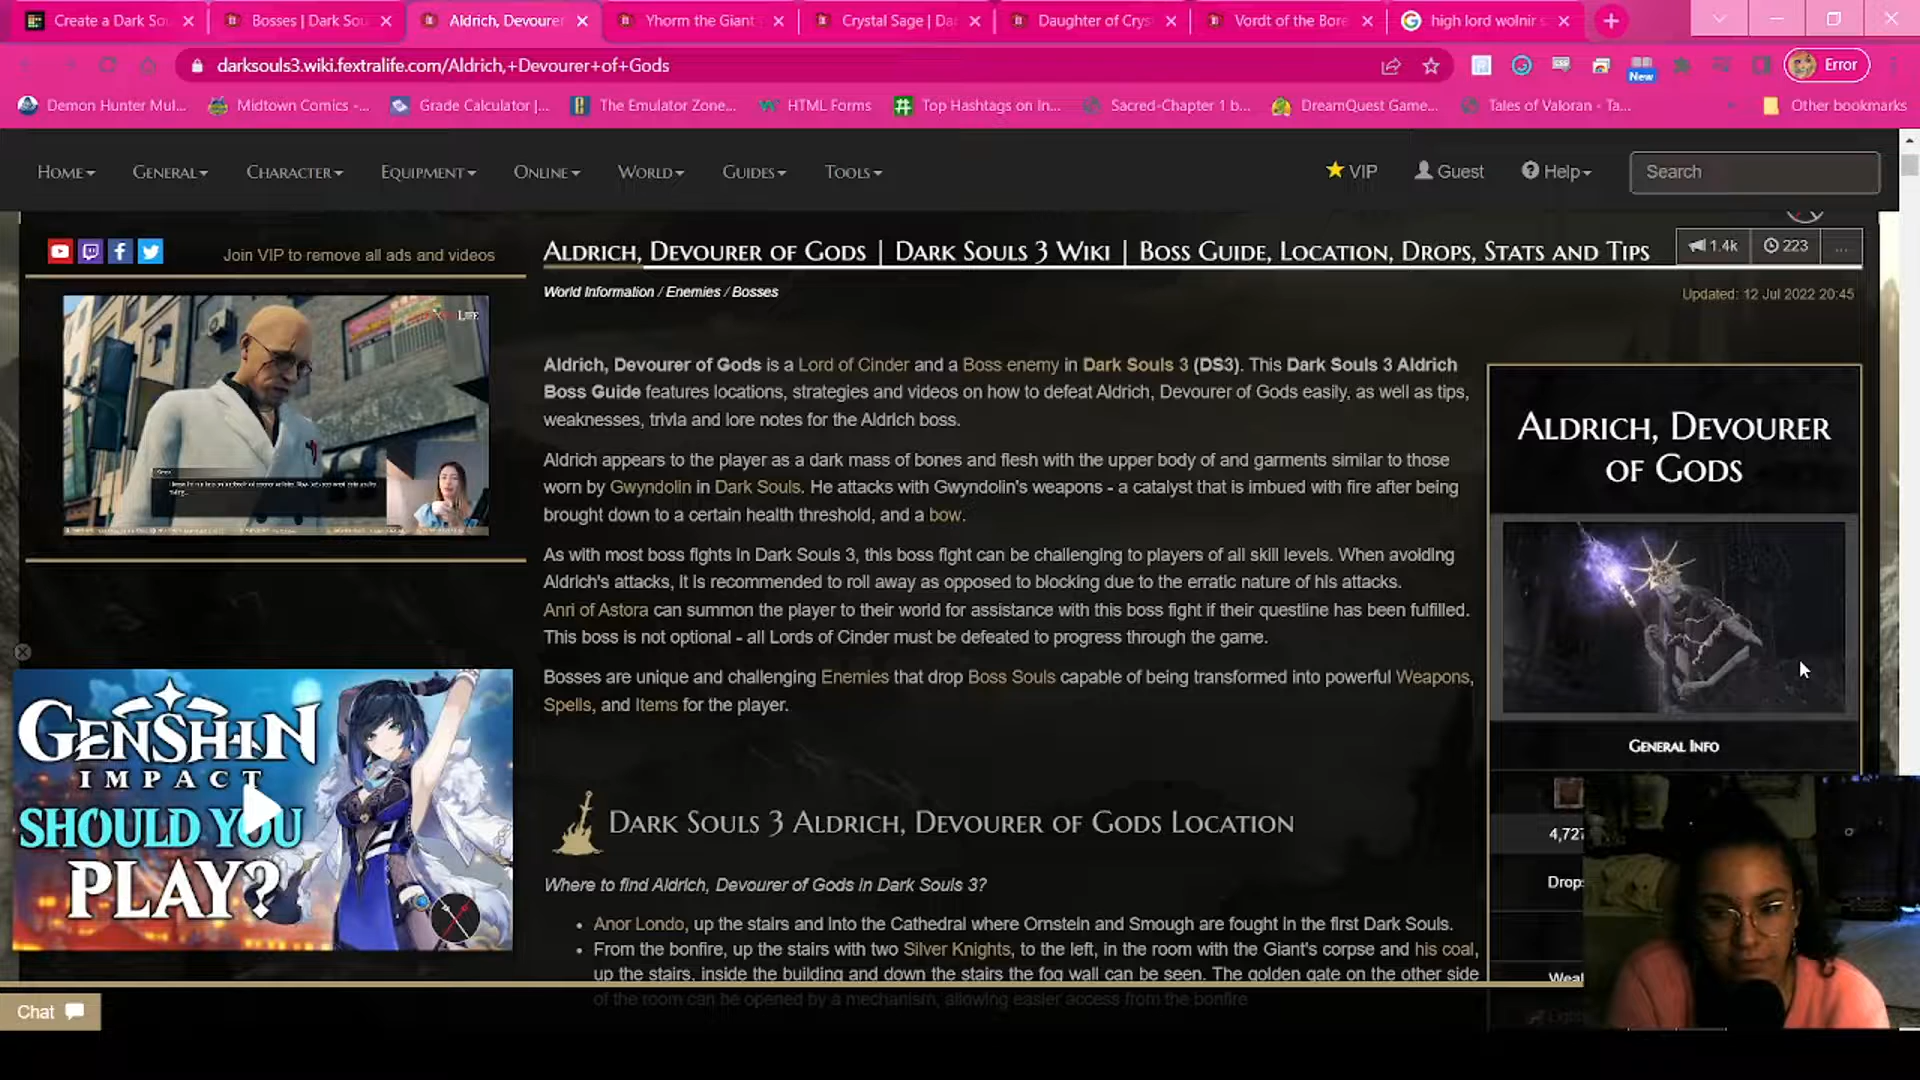 Create a Dark Sou
Bosses | Dark Sou
Aldrich, Devourer
Yhorm the Giant
Crystal Sage | Da
Daughter of Crys
Vordt of the Bore
high lord wolnir s
darksouls3.wiki.fextralife.com/Aldrich,+Devourer+of+Gods
New
Error
Demon Hunter Mul...
Midtown Comics -...
Grade Calculator |...
The Emulator Zone...
HTML Forms
Top Hashtags on In...
Sacred-Chapter 1 b...
DreamQuest Game...
Tales of Valoran - Ta...
Other bookmarks
Home
General
Character
Equipment
Online
World
Guides
Tools
VIP
Guest
Help
Search
Join VIP to remove all ads and videos
Aldrich, Devourer of Gods | Dark Souls 3 Wiki | Boss Guide, Location, Drops, Stats and Tips
1.4k
223
...
World Information / Enemies / Bosses
Updated: 12 Jul 2022 20:45
Aldrich, Devourer of Gods is a Lord of Cinder and a Boss enemy in Dark Souls 3 (DS3). This Dark Souls 3 Aldrich
Boss Guide features locations, strategies and videos on how to defeat Aldrich, Devourer of Gods easily, as well as tips,
weaknesses, trivia and lore notes for the Aldrich boss.
Aldrich appears to the player as a dark mass of bones and flesh with the upper body of and garments similar to those
worn by Gwyndolin in Dark Souls. He attacks with Gwyndolin's weapons - a catalyst that is imbued with fire after being
brought down to a certain health threshold, and a bow.
As with most boss fights in Dark Souls 3, this boss fight can be challenging to players of all skill levels. When avoiding
Aldrich's attacks, it is recommended to roll away as opposed to blocking due to the erratic nature of his attacks.
Anri of Astora can summon the player to their world for assistance with this boss fight if their questline has been fulfilled.
This boss is not optional - all Lords of Cinder must be defeated to progress through the game.
Bosses are unique and challenging Enemies that drop Boss Souls capable of being transformed into powerful Weapons,
Spells, and Items for the player.
Aldrich, Devourer
of Gods
General Info
4,727
Drops
Weak
GENSHIN
IMPACT
SHOULD YOU
PLAY?
Dark Souls 3 Aldrich, Devourer of Gods Location
Where to find Aldrich, Devourer of Gods in Dark Souls 3?
• Anor Londo, up the stairs and into the Cathedral where Ornstein and Smough are fought in the first Dark Souls.
• From the bonfire, up the stairs with two Silver Knights, to the left, in the room with the Giant's corpse and his coal,
up the stairs, inside the building and down the stairs the fog wall can be seen. The golden gate on the other side
of the room can be opened by a mechanism, allowing easier access from the bonfire
Chat